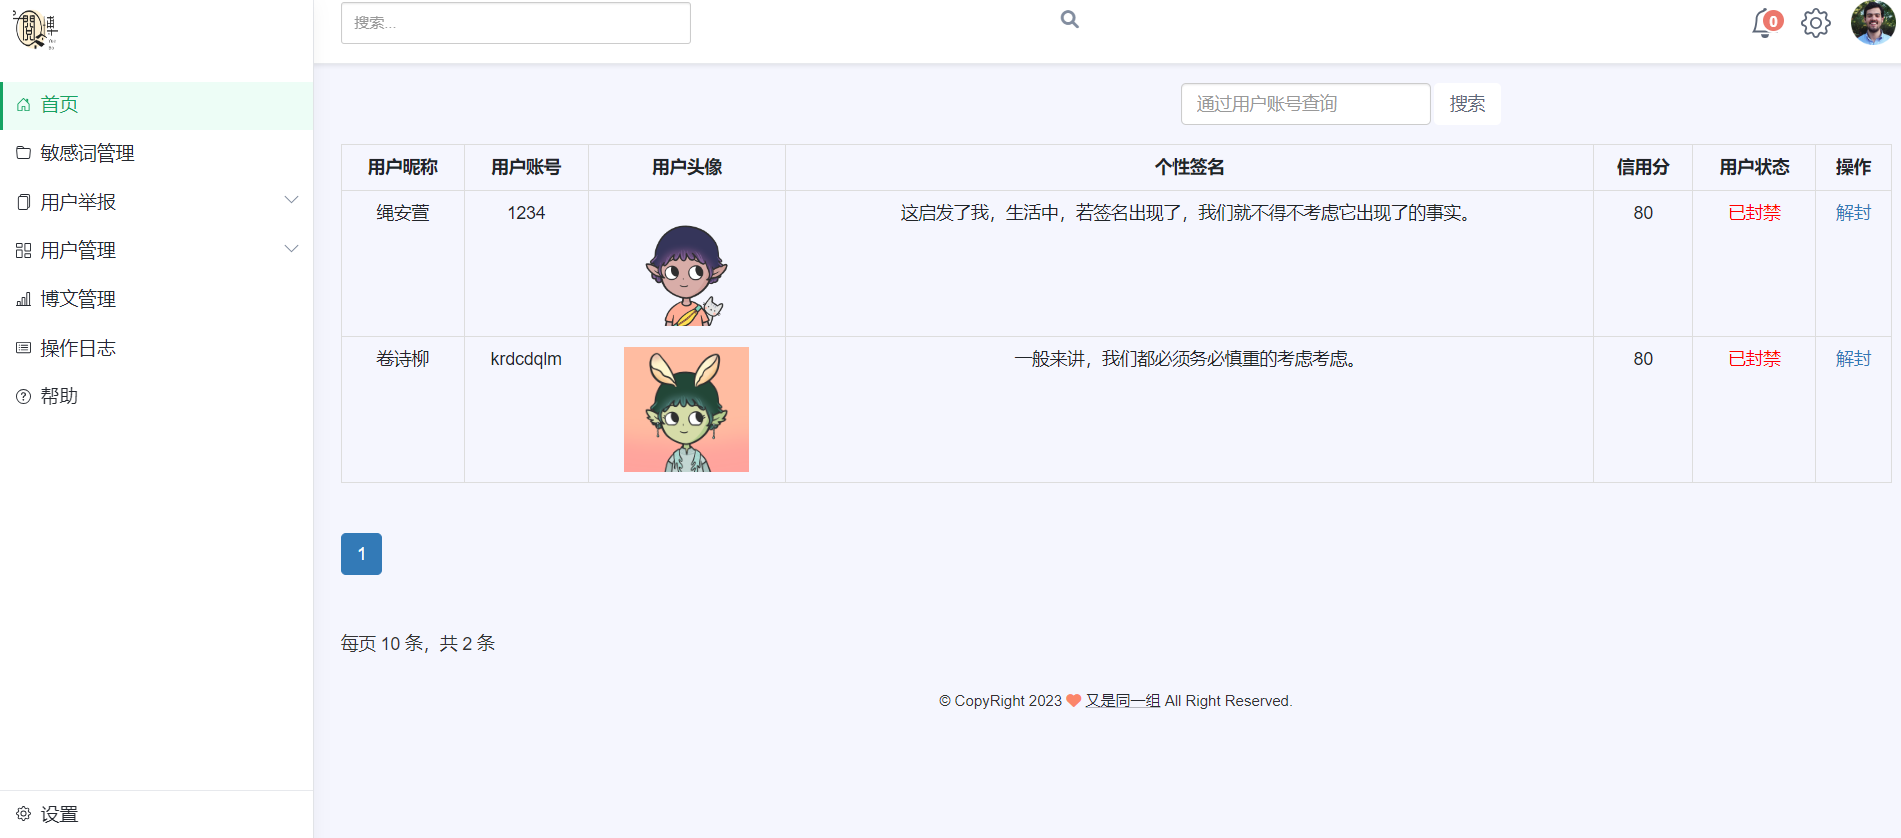 閱博
搜索...
0
首页
敏感词管理
用户举报
用户管理
博文管理
操作日志
帮助
设置
通过用户账号查询 搜索
用户昵称 用户账号 用户头像 个性签名 信用分 用户状态 操作
绳安萱 1234 这启发了我，生活中，若签名出现了，我们就不得不考虑它出现了的事实。 80 已封禁 解封
卷诗柳 krdcdqlm 一般来讲，我们都必须务必慎重的考虑考虑。 80 已封禁 解封
1
每页 10 条，共 2 条
© CopyRight 2023 又是同一组 All Right Reserved.